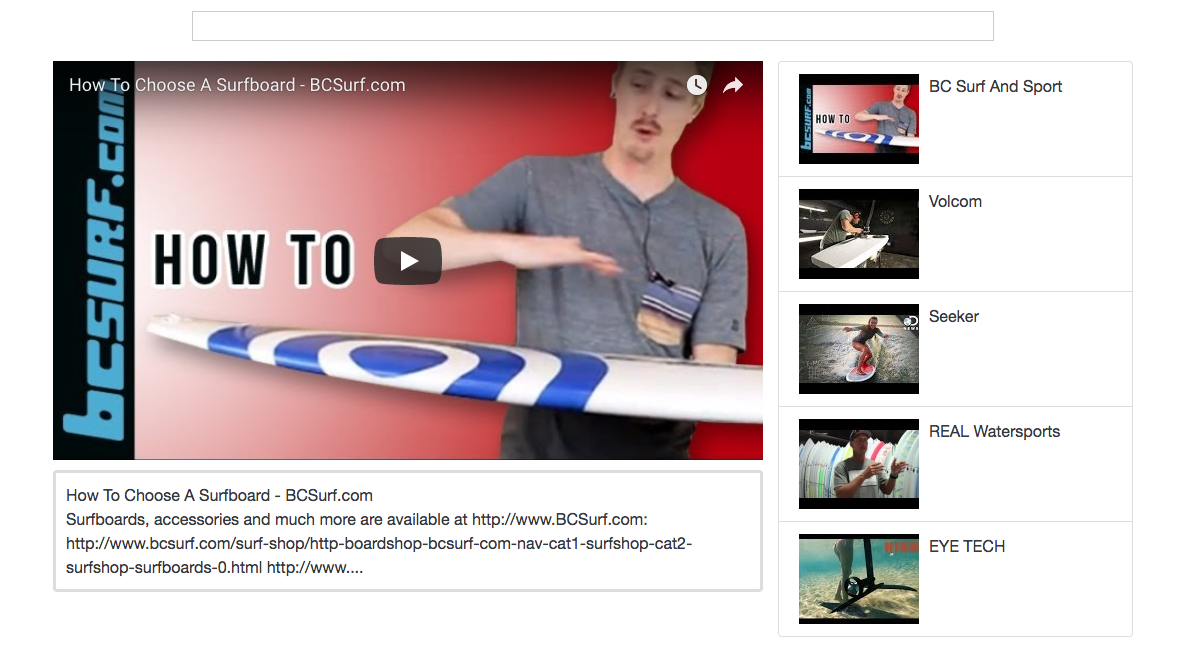 How To Choose A Surfboard - BCSurf.com
bcsurf.com
HOW TO
How To Choose A Surfboard - BCSurf.com
Surfboards, accessories and much more are available at http://www.BCSurf.com:
http://www.bcsurf.com/surf-shop/http-boardshop-bcsurf-com-nav-cat1-surfshop-cat2-
surfshop-surfboards-0.html http://www....
bcsurf.com
HOW TO
BC Surf And Sport
Volcom
Seeker
NEWS
REAL Watersports
EYE TECH